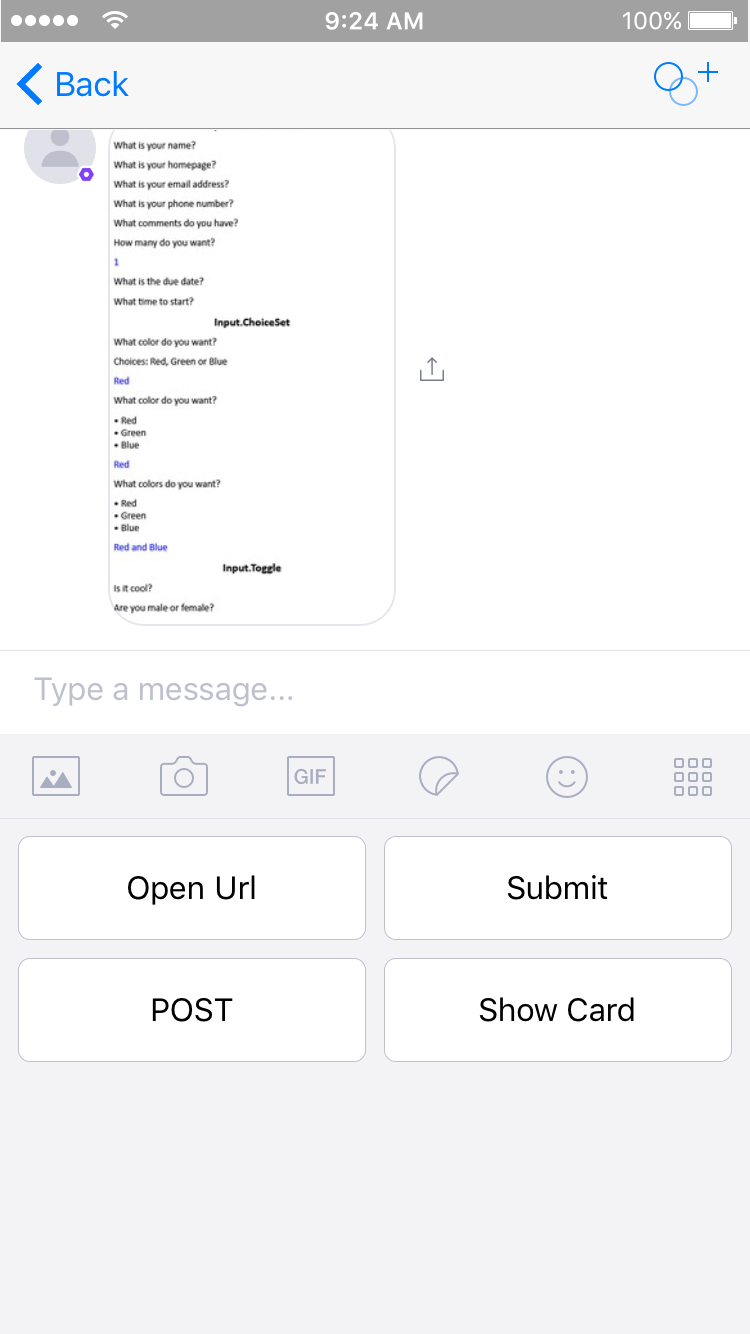 9:24 AM
100%
Back
What is your name?
What is your homepage?
What is your email address?
What is your phone number?
What comments do you have?
How many do you want?
1
What is the due date?
What time to start?
Input.ChoiceSet
What color do you want?
Choices: Red, Green or Blue
Red
What color do you want?
• Red
• Green
• Blue
Red
What colors do you want?
• Red
• Green
• Blue
Red and Blue
Input.Toggle
Is it cool?
Are you male or female?
Type a message...
GIF
Open Url
Submit
POST
Show Card